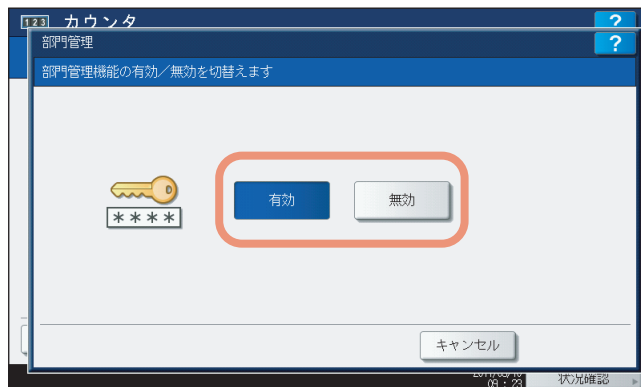 123 カウンタ ?
部門管理 ?
部門管理機能の有効／無効を切替えます
****
有効 無効
キャンセル
09：23 状況確認